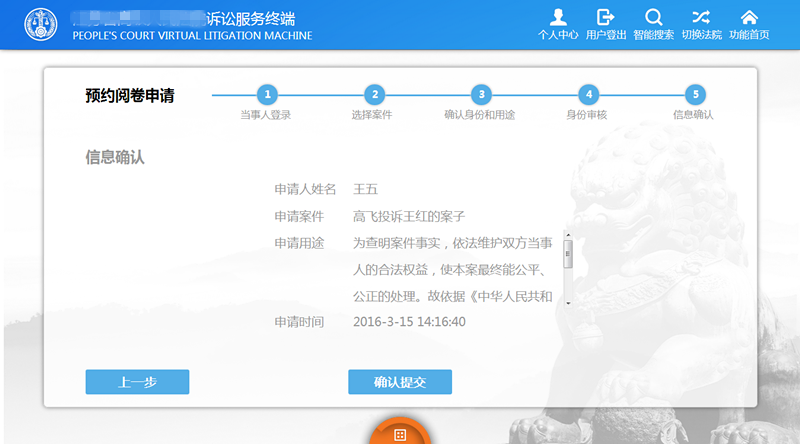 诉讼服务终端
PEOPLE'S COURT VIRTUAL LITIGATION MACHINE
个人中心 用户登出 智能搜索 切换法院 功能首页
预约阅卷申请
1 2 3 4 5
当事人登录 选择案件 确认身份和用途 身份审核 信息确认
信息确认
申请人姓名 王五
申请案件 高飞投诉王红的案子
申请用途 为查明案件事实，依法维护双方当事
人的合法权益，使本案最终能公平、
公正的处理。故依据《中华人民共和
申请时间 2016-3-15 14:16:40
上一步 确认提交